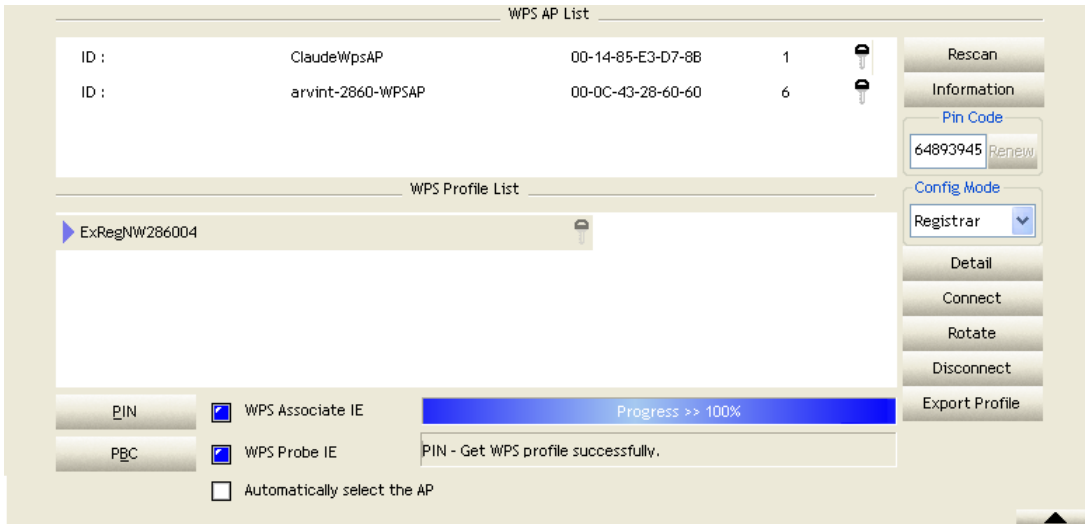 WPS AP List
ID : ClaudeWpsAP 00-14-85-E3-D7-8B 1
ID : arvint-2860-WPSAP 00-0C-43-28-60-60 6
Rescan
Information
Pin Code
64893945 Renew
WPS Profile List
Config Mode
ExRegNW286004
Registrar
Detail
Connect
Rotate
Disconnect
Export Profile
PIN WPS Associate IE Progress >> 100%
PBC WPS Probe IE PIN - Get WPS profile successfully.
Automatically select the AP